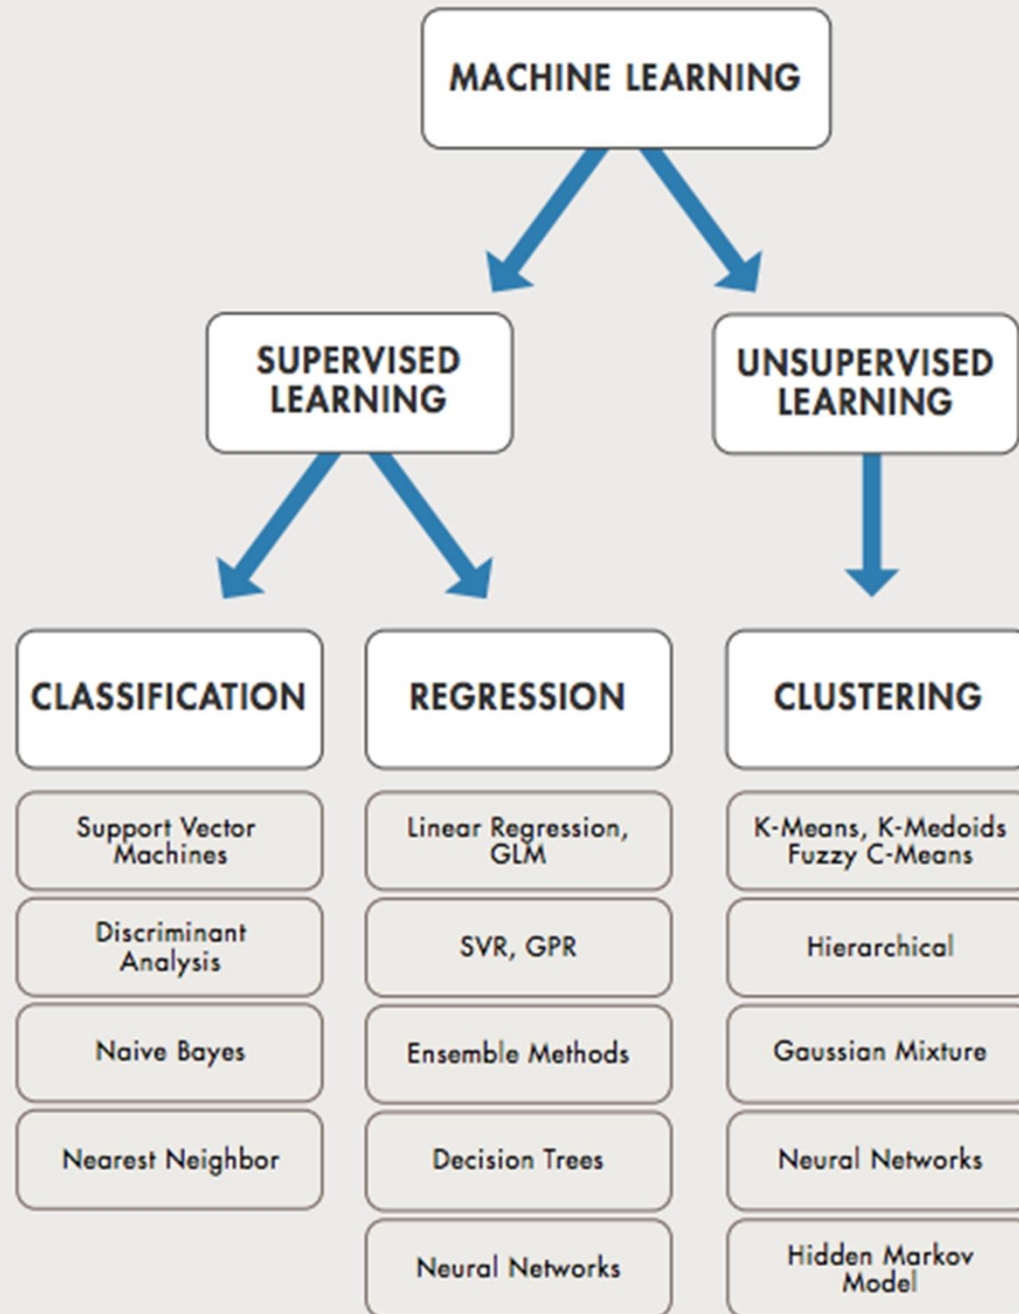 MACHINE LEARNING
SUPERVISED
LEARNING
UNSUPERVISED
LEARNING
CLASSIFICATION
REGRESSION
CLUSTERING
Support Vector
Machines
Discriminant
Analysis
Naive Bayes
Nearest Neighbor
Linear Regression,
GLM
SVR, GPR
Ensemble Methods
Decision Trees
Neural Networks
K-Means, K-Medoids
Fuzzy C-Means
Hierarchical
Gaussian Mixture
Neural Networks
Hidden Markov
Model